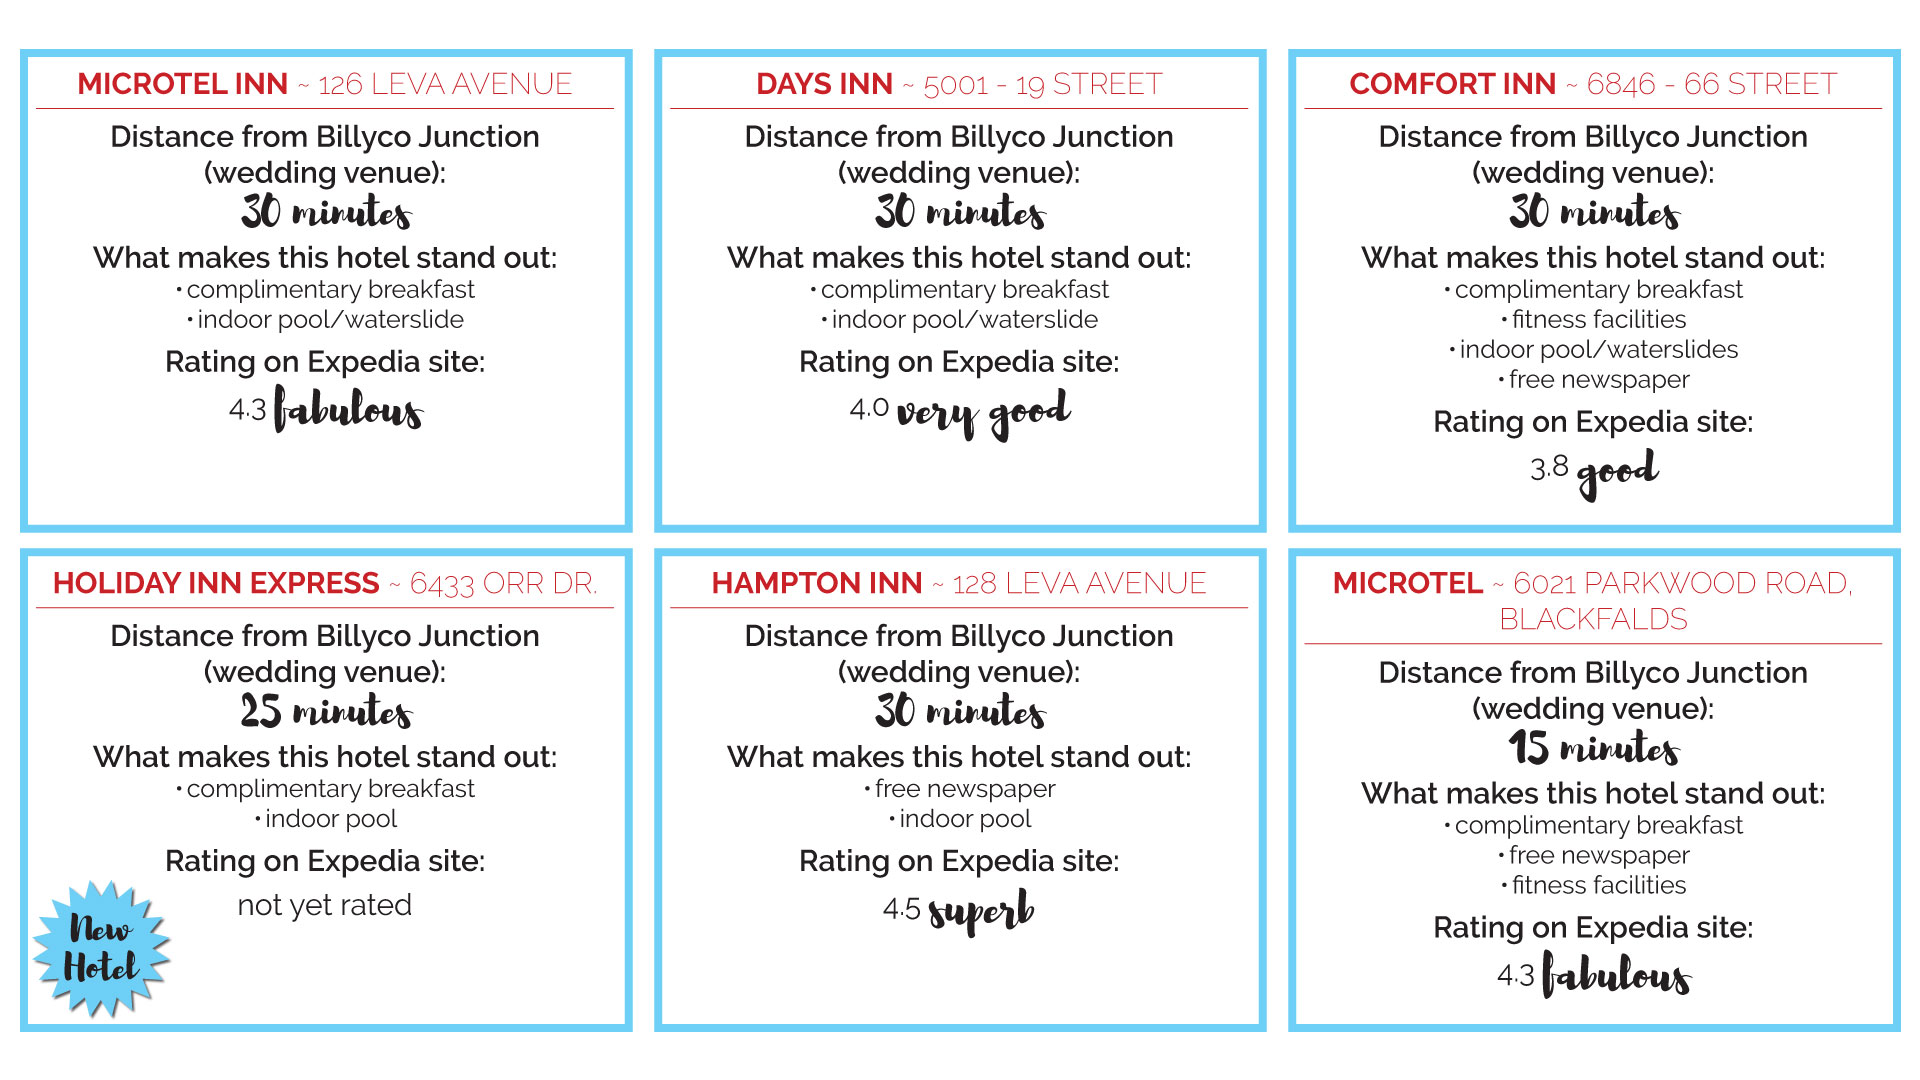 MICROTEL INN ~ 126 LEVA AVENUE
Distance from Billyco Junction
(wedding venue):
30 minutes
What makes this hotel stand out:
• complimentary breakfast
• indoor pool/waterslide
Rating on Expedia site:
4.3 fabulous
DAYS INN ~ 5001 - 19 STREET
Distance from Billyco Junction
(wedding venue):
30 minutes
What makes this hotel stand out:
• complimentary breakfast
• indoor pool/waterslide
Rating on Expedia site:
4.0 very good
COMFORT INN ~ 6846 - 66 STREET
Distance from Billyco Junction
(wedding venue):
30 minutes
What makes this hotel stand out:
• complimentary breakfast
• fitness facilities
• indoor pool/waterslides
• free newspaper
Rating on Expedia site:
3.8 good
HOLIDAY INN EXPRESS ~ 6433 ORR DR.
Distance from Billyco Junction
(wedding venue):
25 minutes
What makes this hotel stand out:
• complimentary breakfast
• indoor pool
Rating on Expedia site:
not yet rated
New
Hotel
HAMPTON INN ~ 128 LEVA AVENUE
Distance from Billyco Junction
(wedding venue):
30 minutes
What makes this hotel stand out:
• free newspaper
• indoor pool
Rating on Expedia site:
4.5 superb
MICROTEL ~ 6021 PARKWOOD ROAD,
BLACKFALDS
Distance from Billyco Junction
(wedding venue):
15 minutes
What makes this hotel stand out:
• complimentary breakfast
• free newspaper
• fitness facilities
Rating on Expedia site:
4.3 fabulous